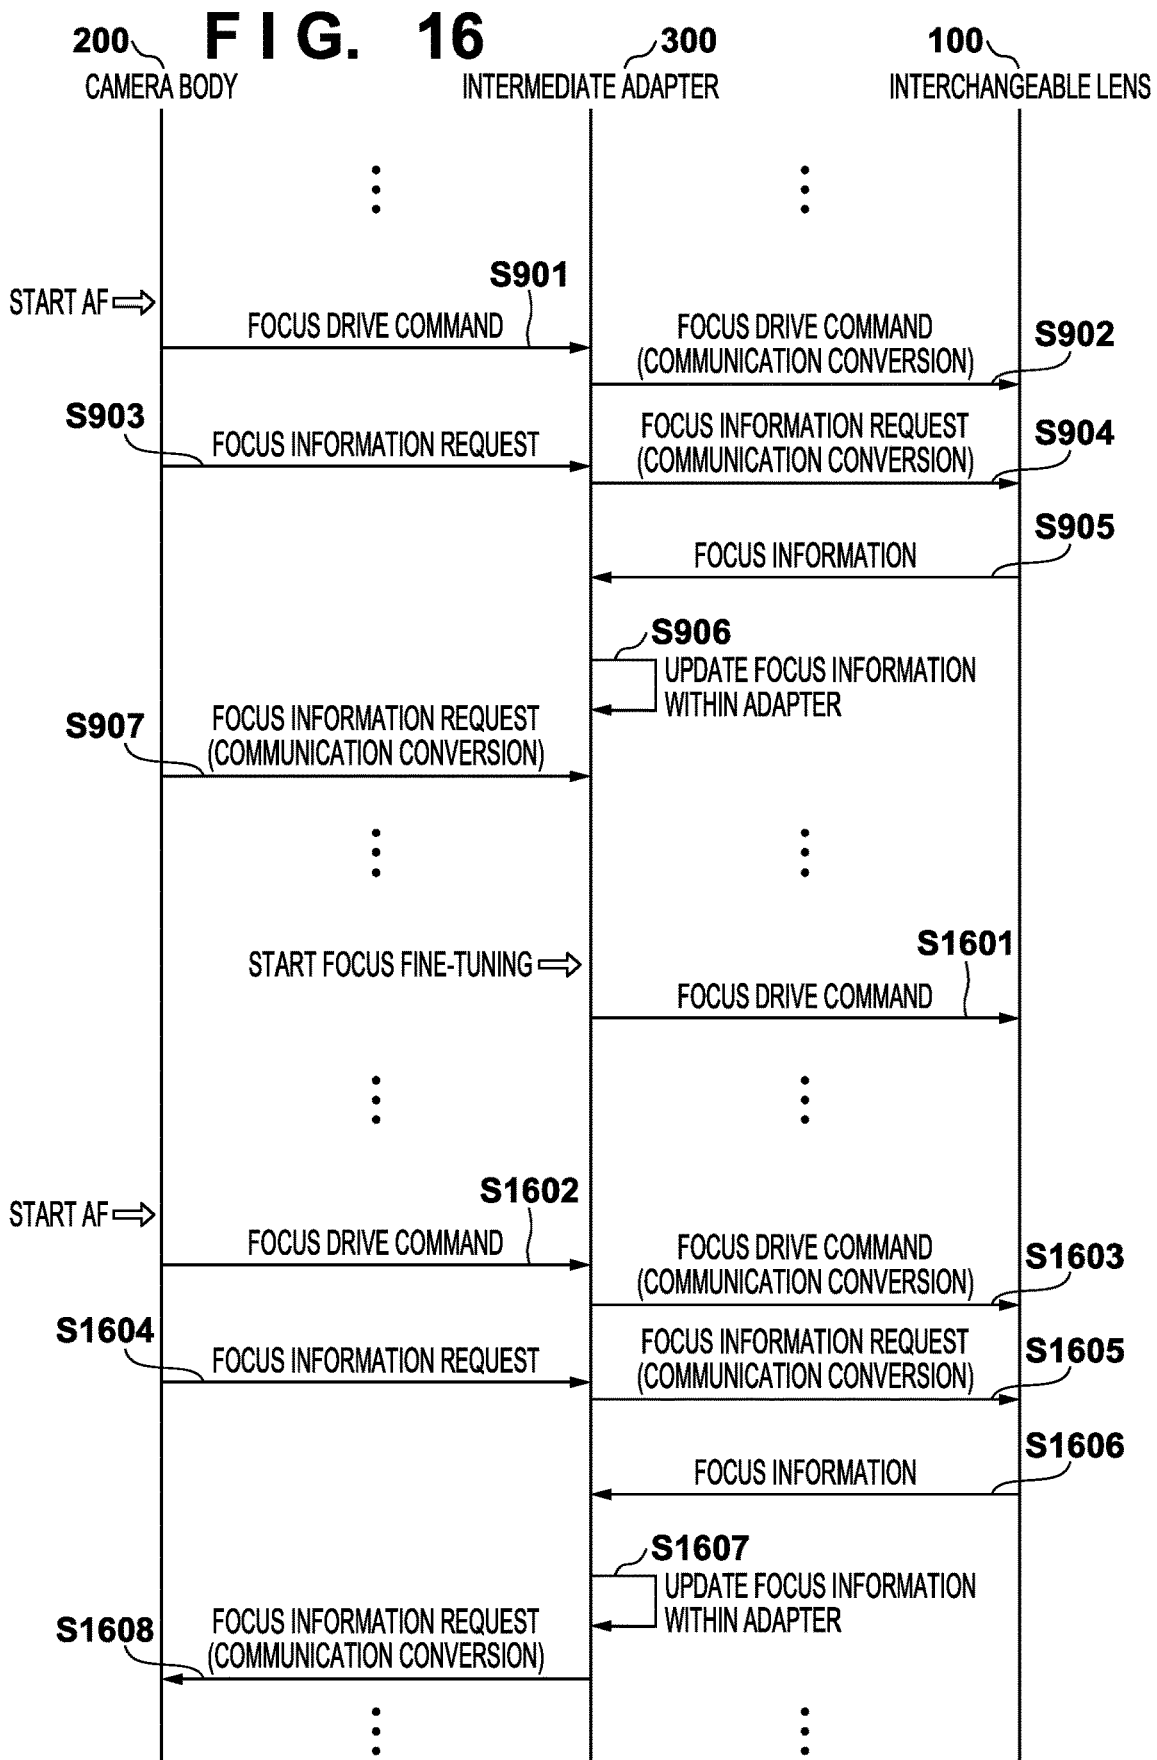 FIG. 16
200
300
100
CAMERA BODY
INTERMEDIATE ADAPTER
INTERCHANGEABLE LENS
START AF
S901
FOCUS DRIVE COMMAND
FOCUS DRIVE COMMAND
(COMMUNICATION CONVERSION)
S902
S903
FOCUS INFORMATION REQUEST
FOCUS INFORMATION REQUEST
(COMMUNICATION CONVERSION)
S904
S905
FOCUS INFORMATION
S906
UPDATE FOCUS INFORMATION
WITHIN ADAPTER
S907
FOCUS INFORMATION REQUEST
(COMMUNICATION CONVERSION)
START FOCUS FINE-TUNING
S1601
FOCUS DRIVE COMMAND
START AF
S1602
FOCUS DRIVE COMMAND
FOCUS DRIVE COMMAND
(COMMUNICATION CONVERSION)
S1603
S1604
FOCUS INFORMATION REQUEST
FOCUS INFORMATION REQUEST
(COMMUNICATION CONVERSION)
S1605
S1606
FOCUS INFORMATION
S1607
UPDATE FOCUS INFORMATION
WITHIN ADAPTER
S1608
FOCUS INFORMATION REQUEST
(COMMUNICATION CONVERSION)